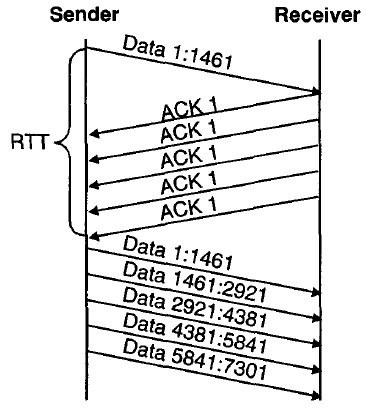 Sender Receiver
Data 1:1461
ACK 1
ACK 1
RTT
ACK 1
ACK 1
ACK 1
Data 1:1461
Data 1461:2921
Data 2921:4381
Data 4381:5841
Data 5841:7301